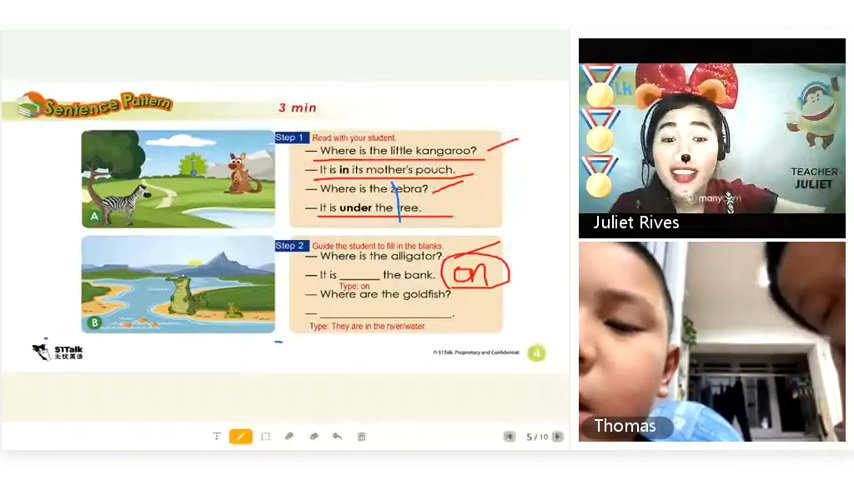 Sentence Pattern
3 min
Step 1 Read with your student.
— Where is the little kangaroo?
— It is in its mother's pouch.
— Where is the zebra?
— It is under the tree.
A
Step 2 Guide the student to fill in the blanks.
— Where is the alligator?
— It is ______ the bank.
on
Type: on
— Where are the goldfish?
— ____________________.
Type: They are in the river/water.
B
51Talk
无忧英语
©51Talk. Proprietary and Confidential.
4
T
5 / 10
TEACHER
JULIET
manycam
Juliet Rives
Thomas